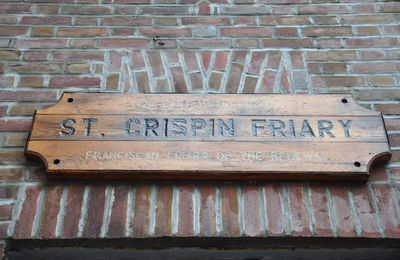 ST. CRISPIN FRIARY
FRANCISCAN FRIARS OF THE RENEWAL